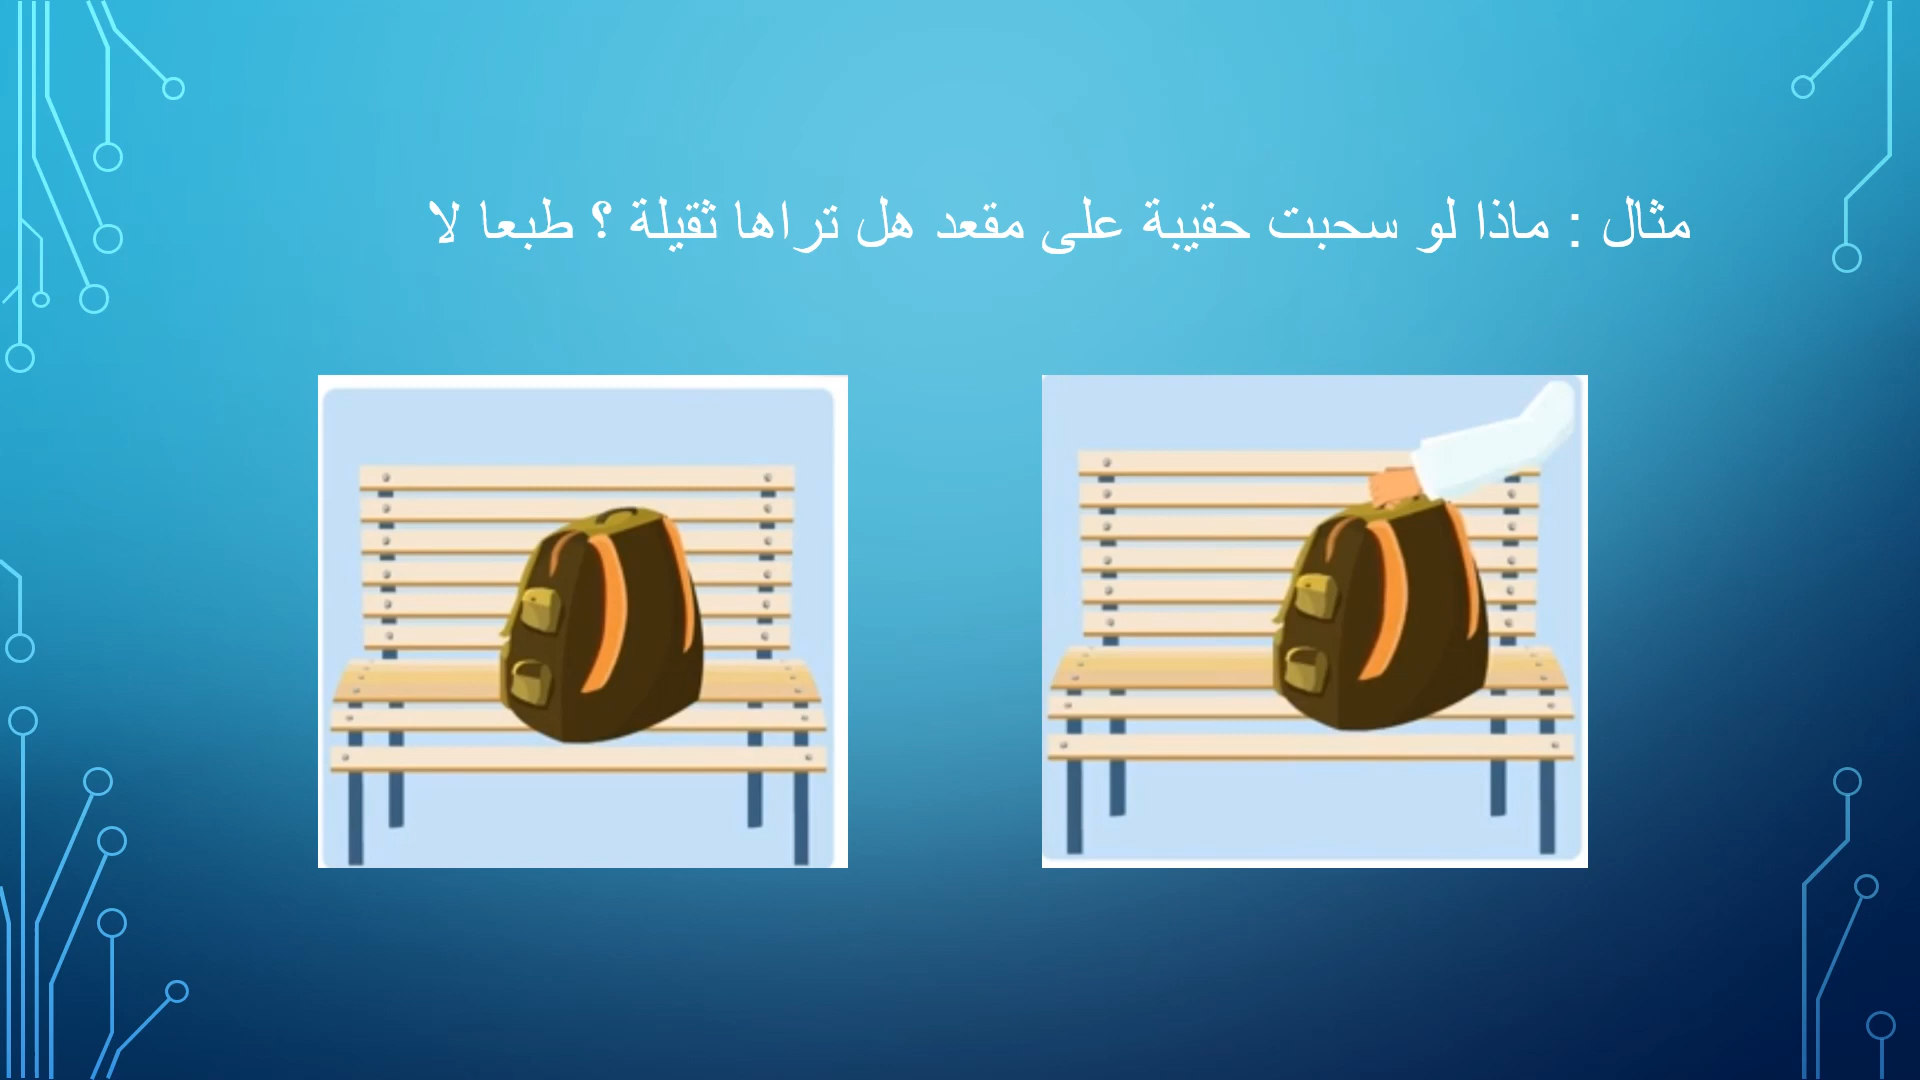 مثال : ماذا لو سحبت حقيبة على مقعد هل تراها ثقيلة ؟ طبعا لا